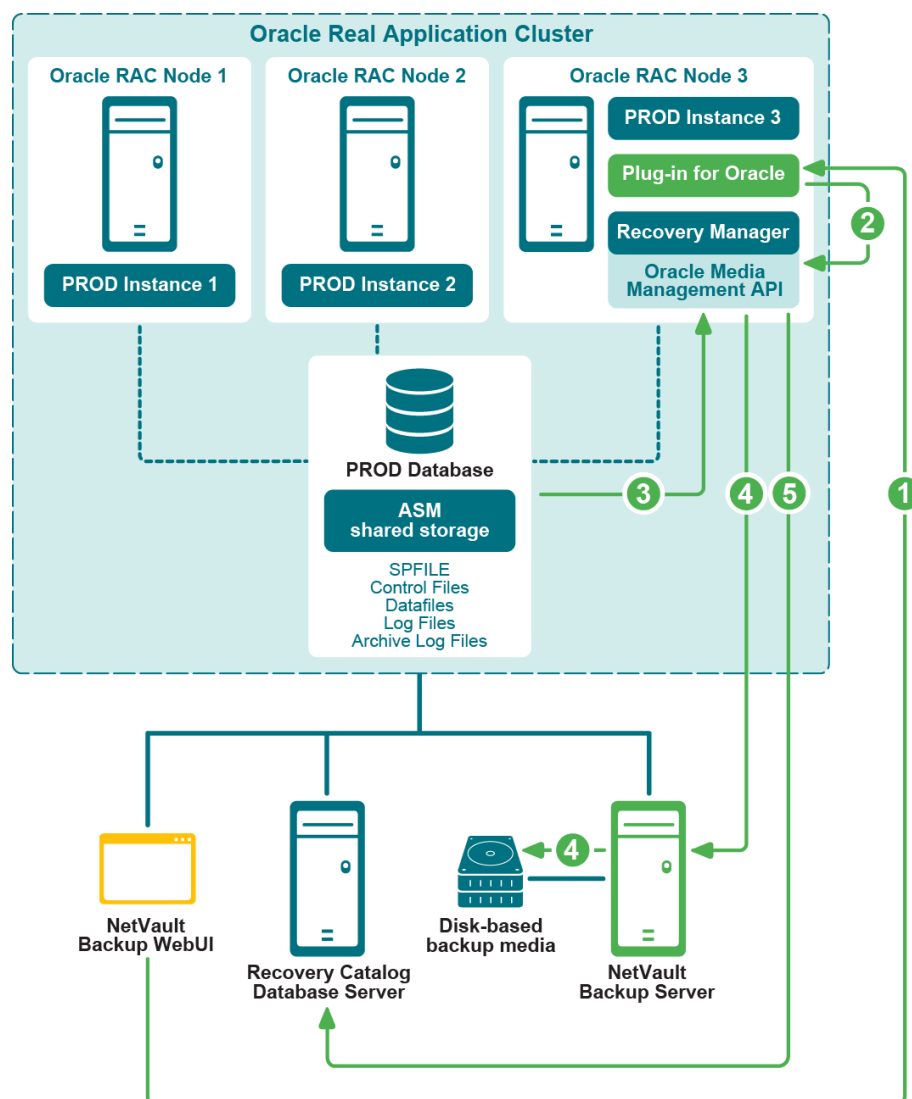 Oracle Real Application Cluster
Oracle RAC Node 1
PROD Instance 1
Oracle RAC Node 2
PROD Instance 2
Oracle RAC Node 3
PROD Instance 3
Plug-in for Oracle
Recovery Manager
Oracle Media
Management API
2
PROD Database
ASM
shared storage
SPFILE
Control Files
Datafiles
Log Files
Archive Log Files
3
4
5
1
NetVault
Backup WebUI
Recovery Catalog
Database Server
4
Disk-based
backup media
NetVault
Backup Server